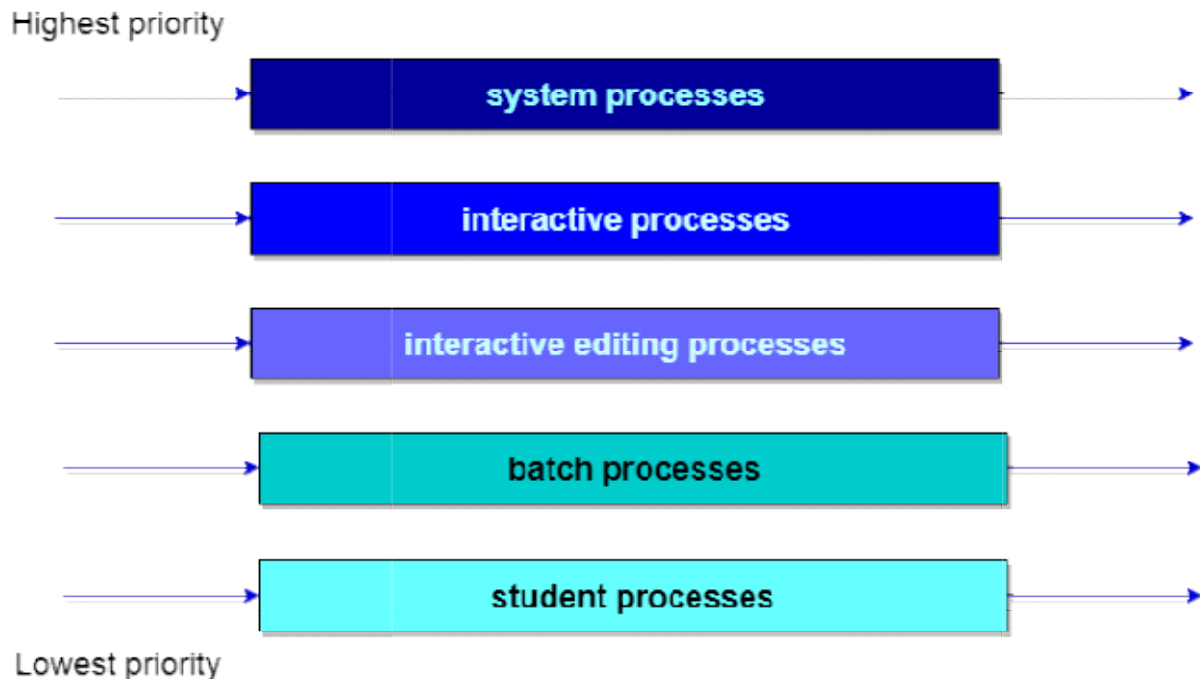 Highest priority
system processes
interactive processes
interactive editing processes
batch processes
student processes
Lowest priority